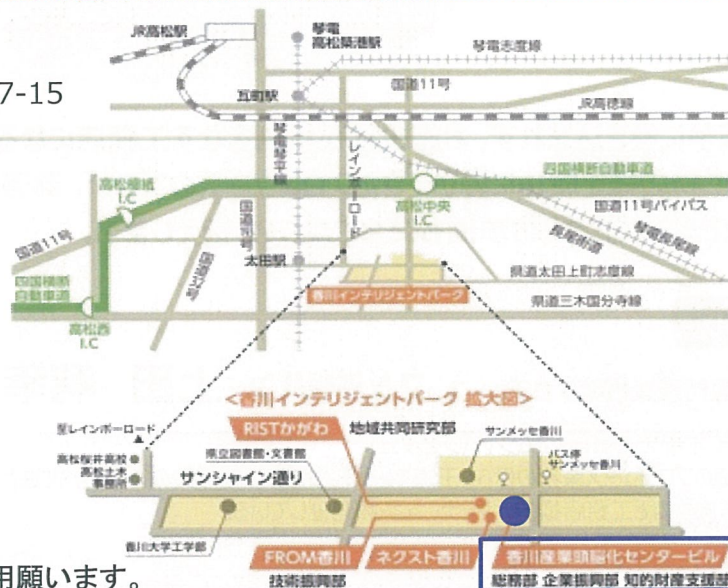 JR高松駅
琴電
高松築港駅
琴電志度線
7-15
国道11号
瓦町駅
JR高徳線
琴電琴平線
レインボーロード
高松檀紙
I.C
四国横断自動車道
高松中央
I.C
国道11号バイパス
国道11号
国道32号
太田駅
長尾街道
琴電長尾線
四国横断
自動車道
県道太田上町志度線
香川インテリジェントパーク
県道三木国分寺線
高松西
I.C
<香川インテリジェントパーク 拡大図>
至レインボーロード
RISTかがわ 地域共同研究部
サンメッセ香川
高松桜井高校
高松土木
事務所
県立図書館・文書館
バス停
サンメッセ香川
サンシャイン通り
香川大学工学部
FROM香川
技術振興部
ネクスト香川
香川産業頭脳化センタービル
総務部 企業振興部 知的財産支援
用願います。